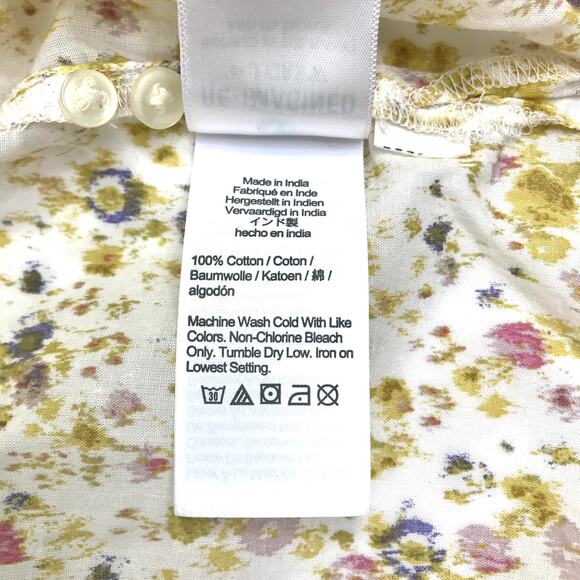 RE-IMAGINED
Made in India
Fabriqué en Inde
Hergestellt in Indien
Vervaardigd in India
インド製
hecho en india
100% Cotton / Coton /
Baumwolle / Katoen / 綿 /
algodón
Machine Wash Cold With Like
Colors. Non-Chlorine Bleach
Only. Tumble Dry Low. Iron on
Lowest Setting.
30